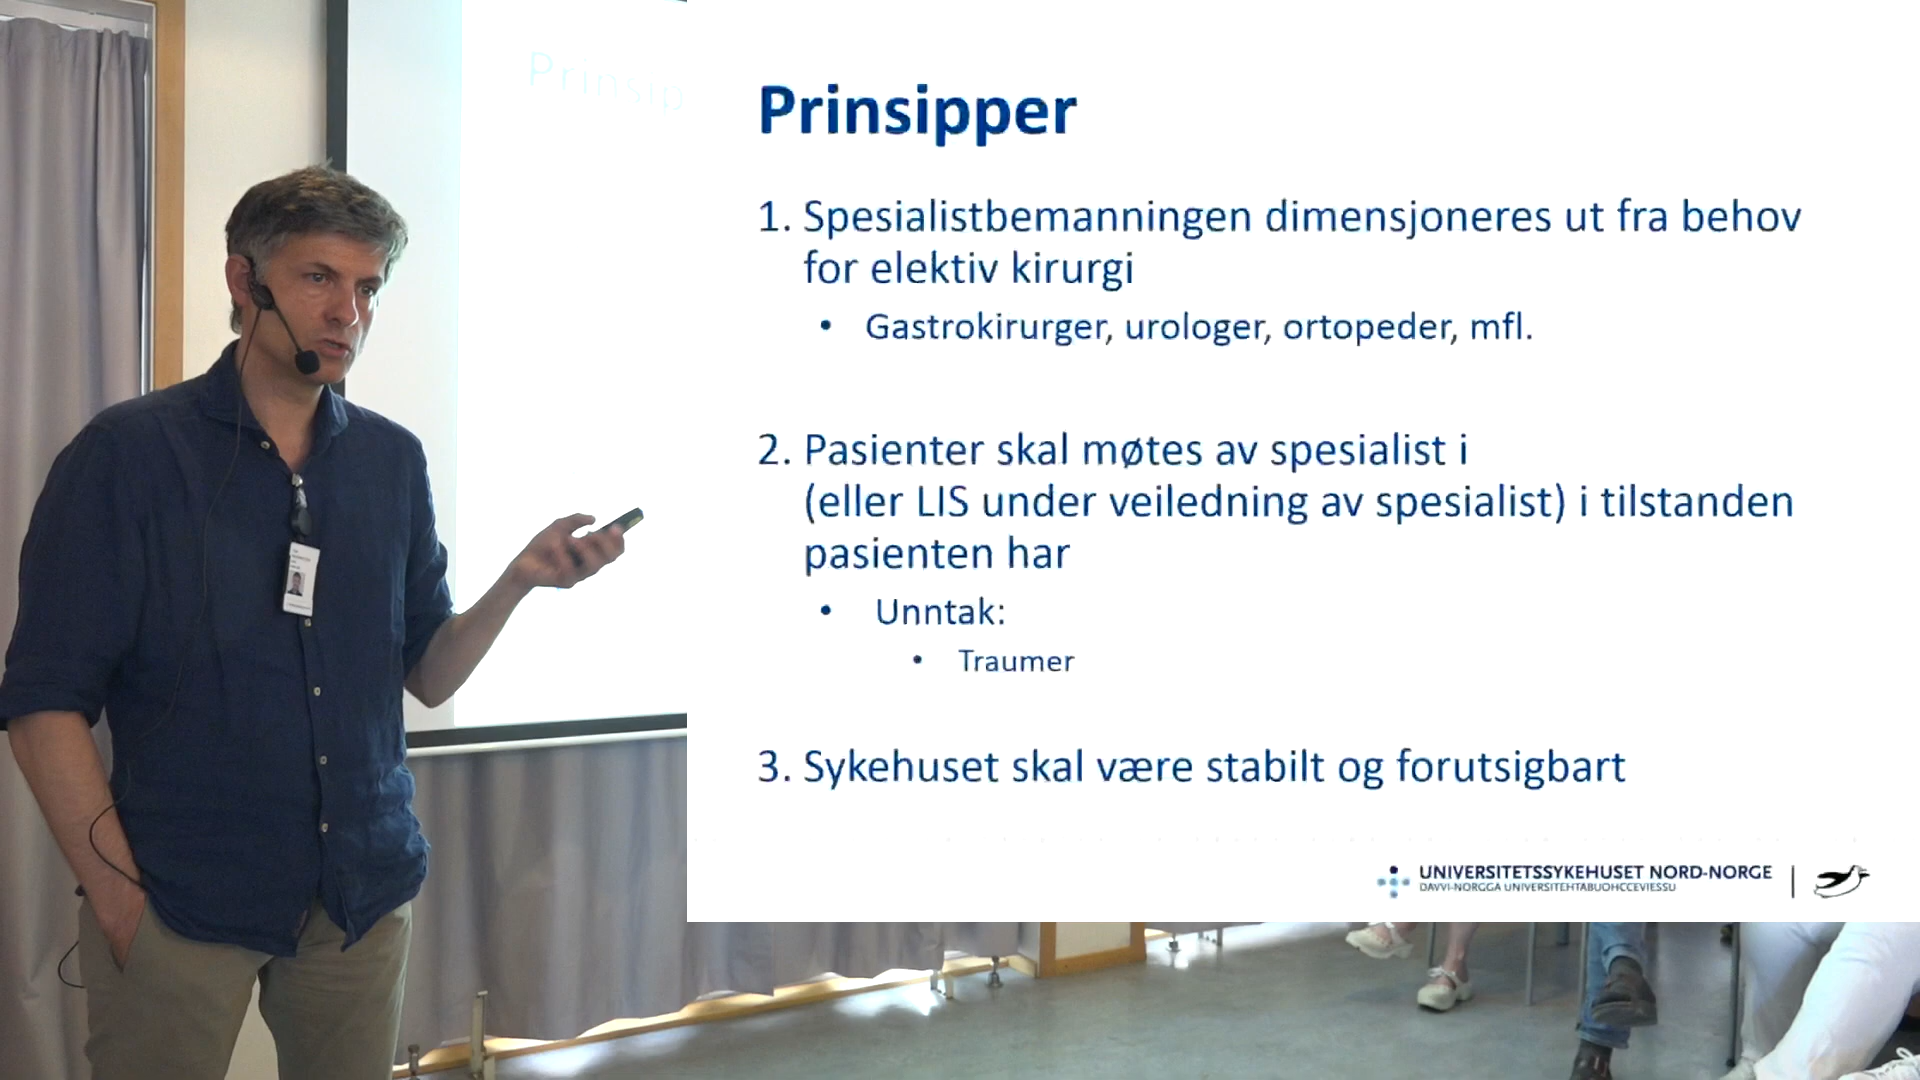 Prinsip
Prinsipper
1. Spesialistbemanningen dimensjoneres ut fra behov
for elektiv kirurgi
• Gastrokirurger, urologer, ortopeder, mfl.
2. Pasienter skal møtes av spesialist i
(eller LIS under veiledning av spesialist) i tilstanden
pasienten har
• Unntak:
• Traumer
3. Sykehuset skal være stabilt og forutsigbart
UNIVERSITETSSYKEHUSET NORD-NORGE
DAVVI-NORGGA UNIVERSITEHTABUOHCCEVIESSU